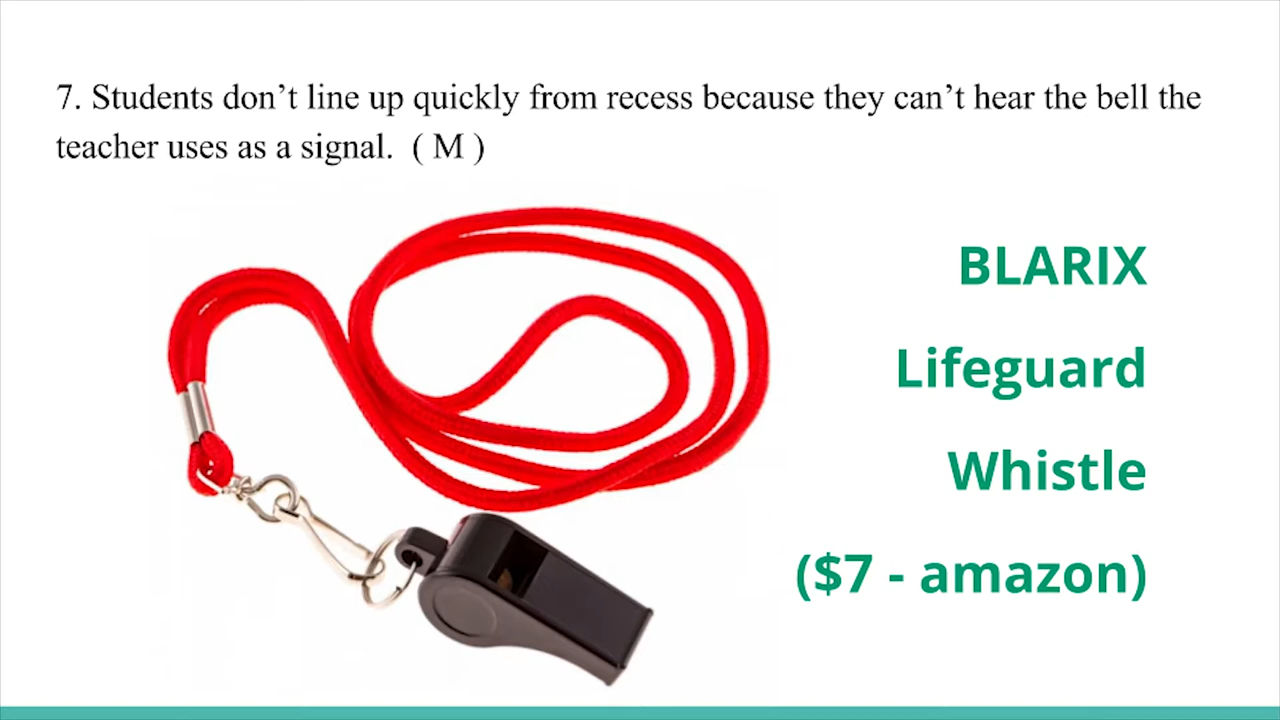 7. Students don’t line up quickly from recess because they can’t hear the bell the
teacher uses as a signal.  ( M )
BLARIX
Lifeguard
Whistle
($7 - amazon)